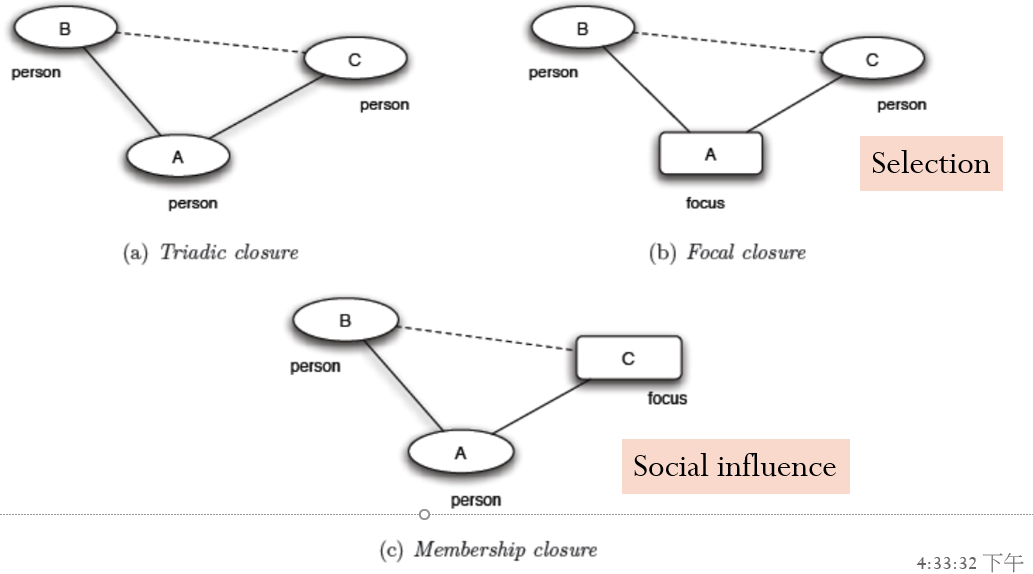 B
C
person
person
A
person
(a) Triadic closure
B
C
person
person
A
Selection
focus
(b) Focal closure
B
C
person
focus
A
Social influence
person
(c) Membership closure
4:33:32 下午